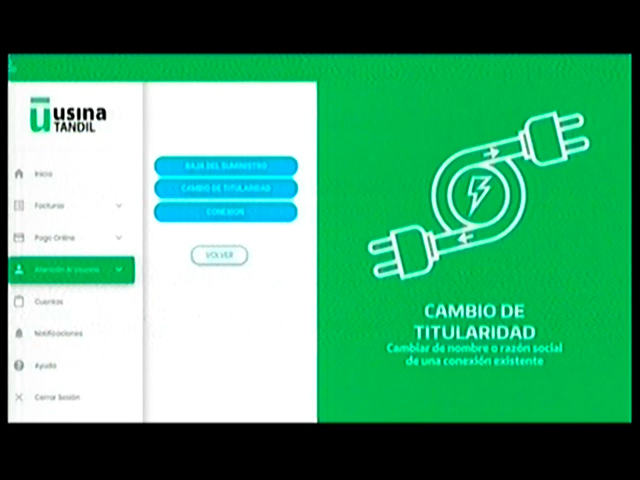 usina
TANDIL
Inicio
Facturas
Pago Online
Atención Al Usuario
Cuentas
Notificaciones
Ayuda
Cerrar Sesión
BAJA DEL SUMINISTRO
CAMBIO DE TITULARIDAD
CONEXION
VOLVER
CAMBIO DE
TITULARIDAD
Cambiar de nombre o razón social
de una conexión existente